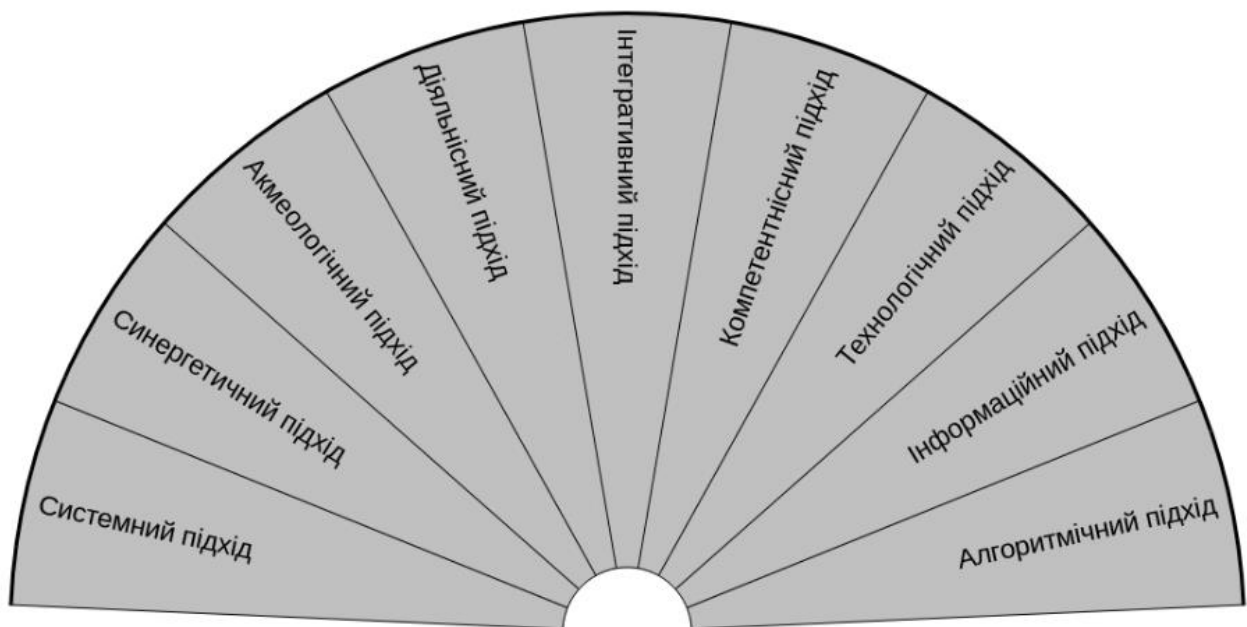 Системний підхід
Синергетичний підхід
Акмеологічний підхід
Діяльнісний підхід
Інтегративний підхід
Компетентнісний підхід
Технологічний підхід
Інформаційний підхід
Алгоритмічний підхід